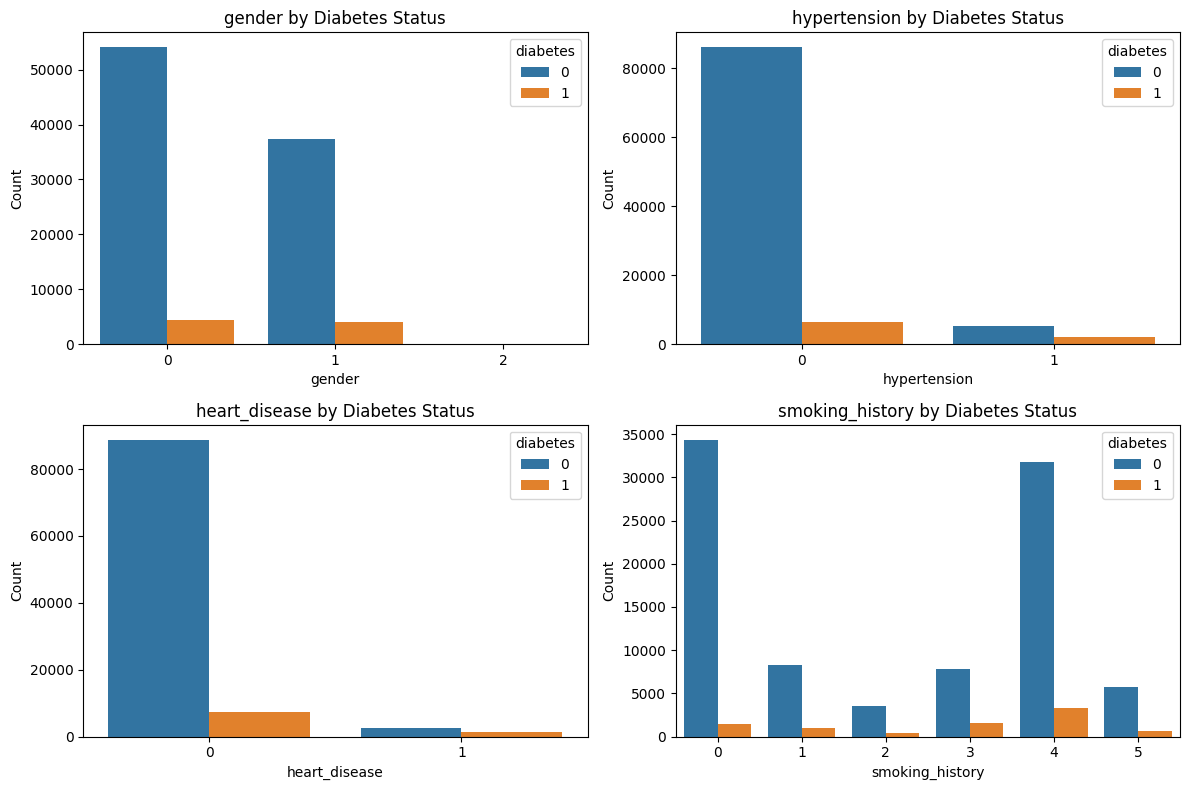 gender by Diabetes Status
50000
40000
30000
20000
10000
0
Count
0 1 2
gender
diabetes
0
1
hypertension by Diabetes Status
80000
60000
40000
20000
0
Count
0 1
hypertension
diabetes
0
1
heart_disease by Diabetes Status
80000
60000
40000
20000
0
Count
0 1
heart_disease
diabetes
0
1
smoking_history by Diabetes Status
35000
30000
25000
20000
15000
10000
5000
0
Count
0 1 2 3 4 5
smoking_history
diabetes
0
1